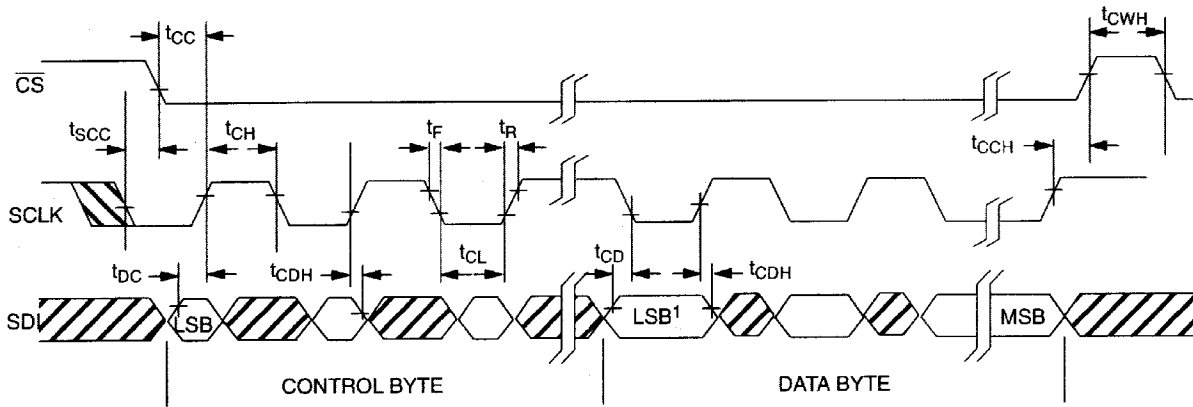 tCC
tCWH
CS
tSCC
tCH
tF
tR
tCCH
SCLK
tDC
tCDH
tCL
tCD
tCDH
SDI
LSB
LSB1
MSB
CONTROL BYTE
DATA BYTE